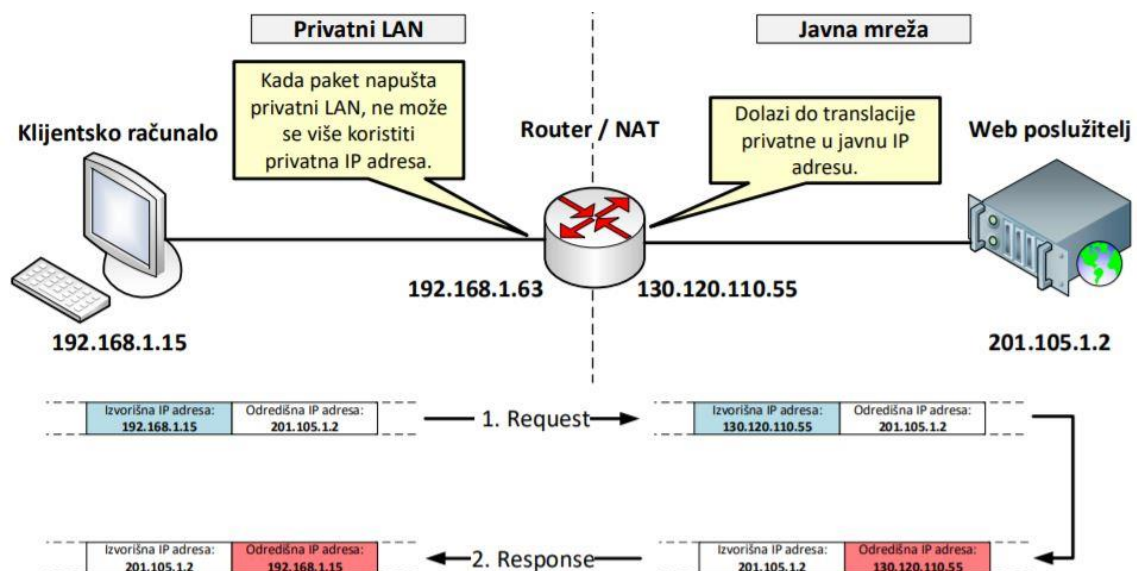 Privatni LAN
Javna mreža
Kada paket napušta
privatni LAN, ne može
se više koristiti
privatna IP adresa.
Dolazi do translacije
privatne u javnu IP
adresu.
Klijentsko računalo
Router / NAT
Web poslužitelj
192.168.1.63
130.120.110.55
192.168.1.15
201.105.1.2
Izvorišna IP adresa:
192.168.1.15
Odredišna IP adresa:
201.105.1.2
1. Request
Izvorišna IP adresa:
130.120.110.55
Odredišna IP adresa:
201.105.1.2
Izvorišna IP adresa:
201.105.1.2
Odredišna IP adresa:
192.168.1.15
2. Response
Izvorišna IP adresa:
201.105.1.2
Odredišna IP adresa:
130.120.110.55